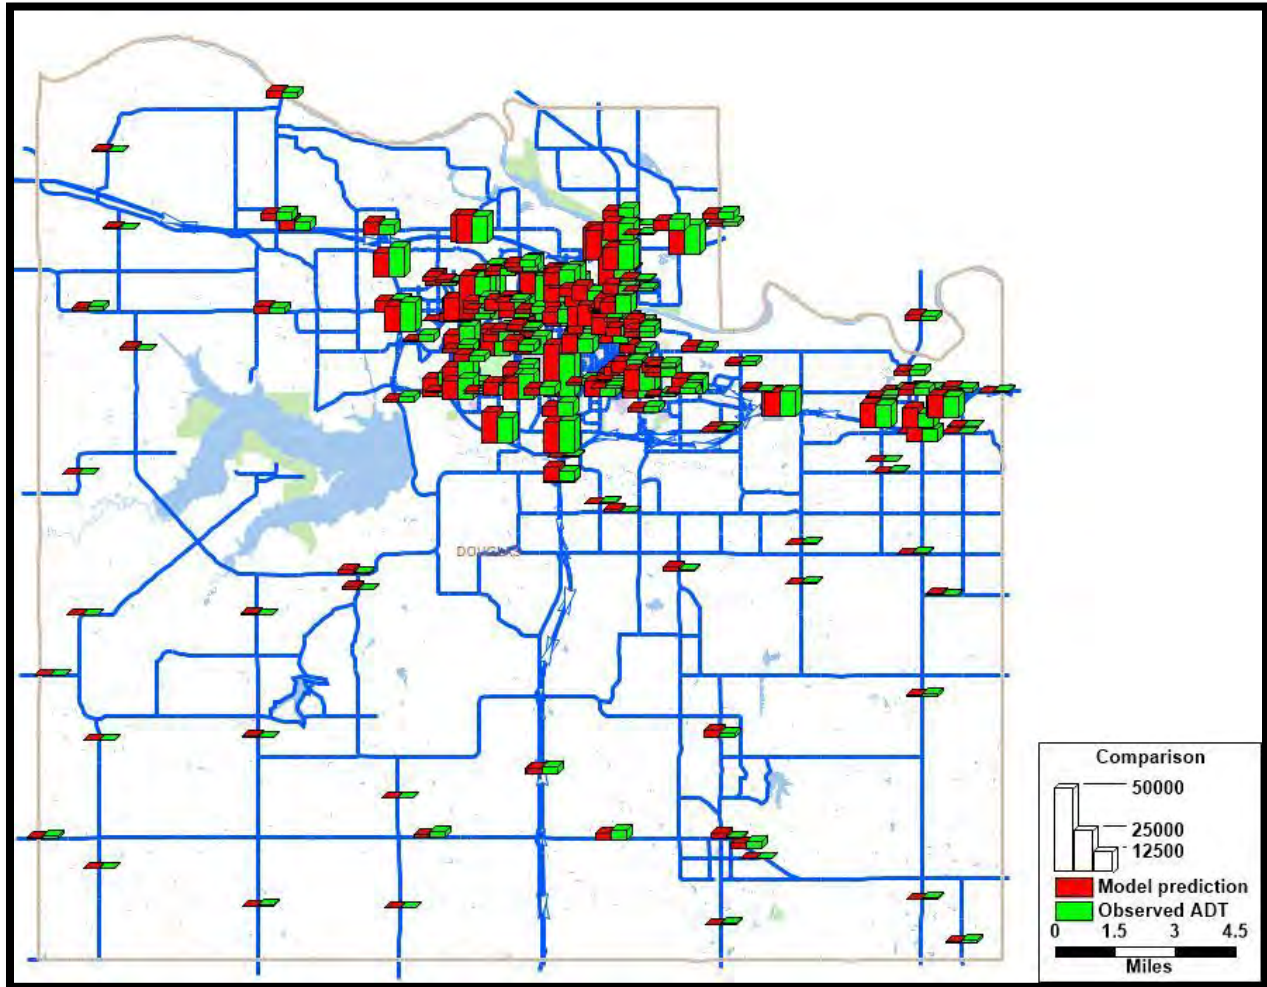 DOUGLAS
Comparison
50000
25000
12500
Model prediction
Observed ADT
0 1.5 3 4.5
Miles